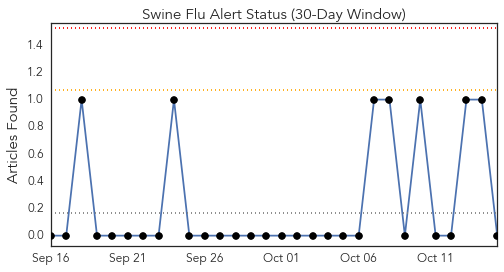 Swine Flu Alert Status (30-Day Window)
Articles Found
1.4
1.2
1.0
0.8
0.6
0.4
0.2
0.0
Sep 16 Sep 21 Sep 26 Oct 01 Oct 06 Oct 11